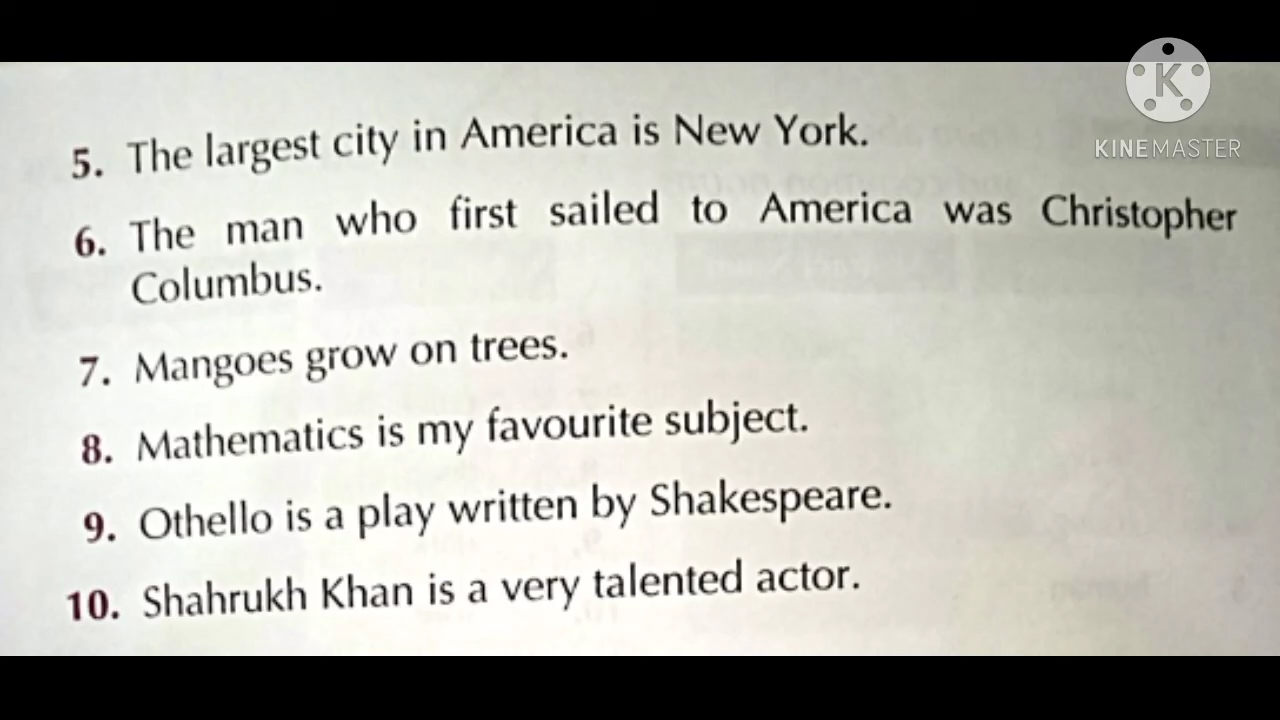 K
KINEMASTER
5. The largest city in America is New York.
6. The man who first sailed to America was Christopher
Columbus.
7. Mangoes grow on trees.
8. Mathematics is my favourite subject.
9. Othello is a play written by Shakespeare.
10. Shahrukh Khan is a very talented actor.